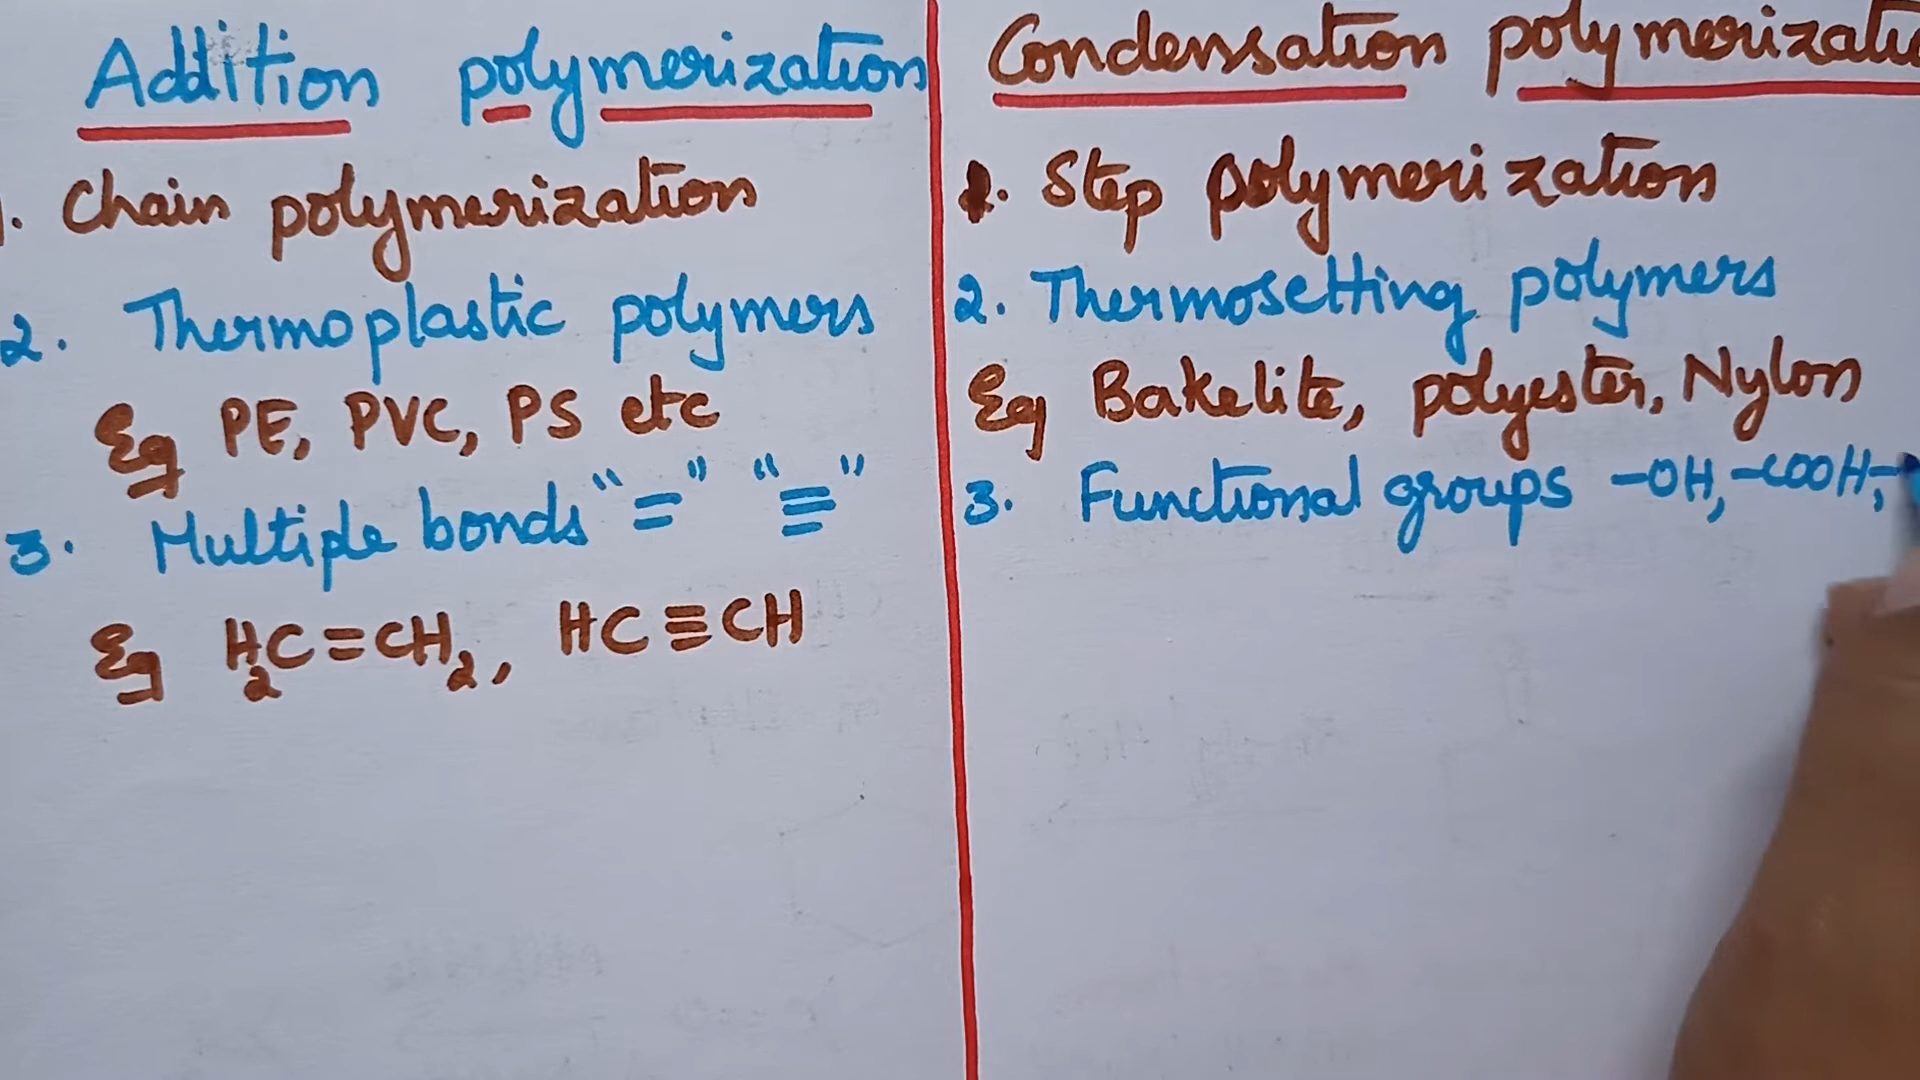 Addition polymerization
1. Chain polymerization
2. Thermoplastic polymers
Eg PE, PVC, PS etc
3. Multiple bonds "=" "≡"
Eg H₂C=CH₂, HC≡CH
Condensation polymerizatio
1. Step polymerization
2. Thermosetting polymers
Eg Bakelite, polyester, Nylon
3. Functional groups -OH, -COOH, -